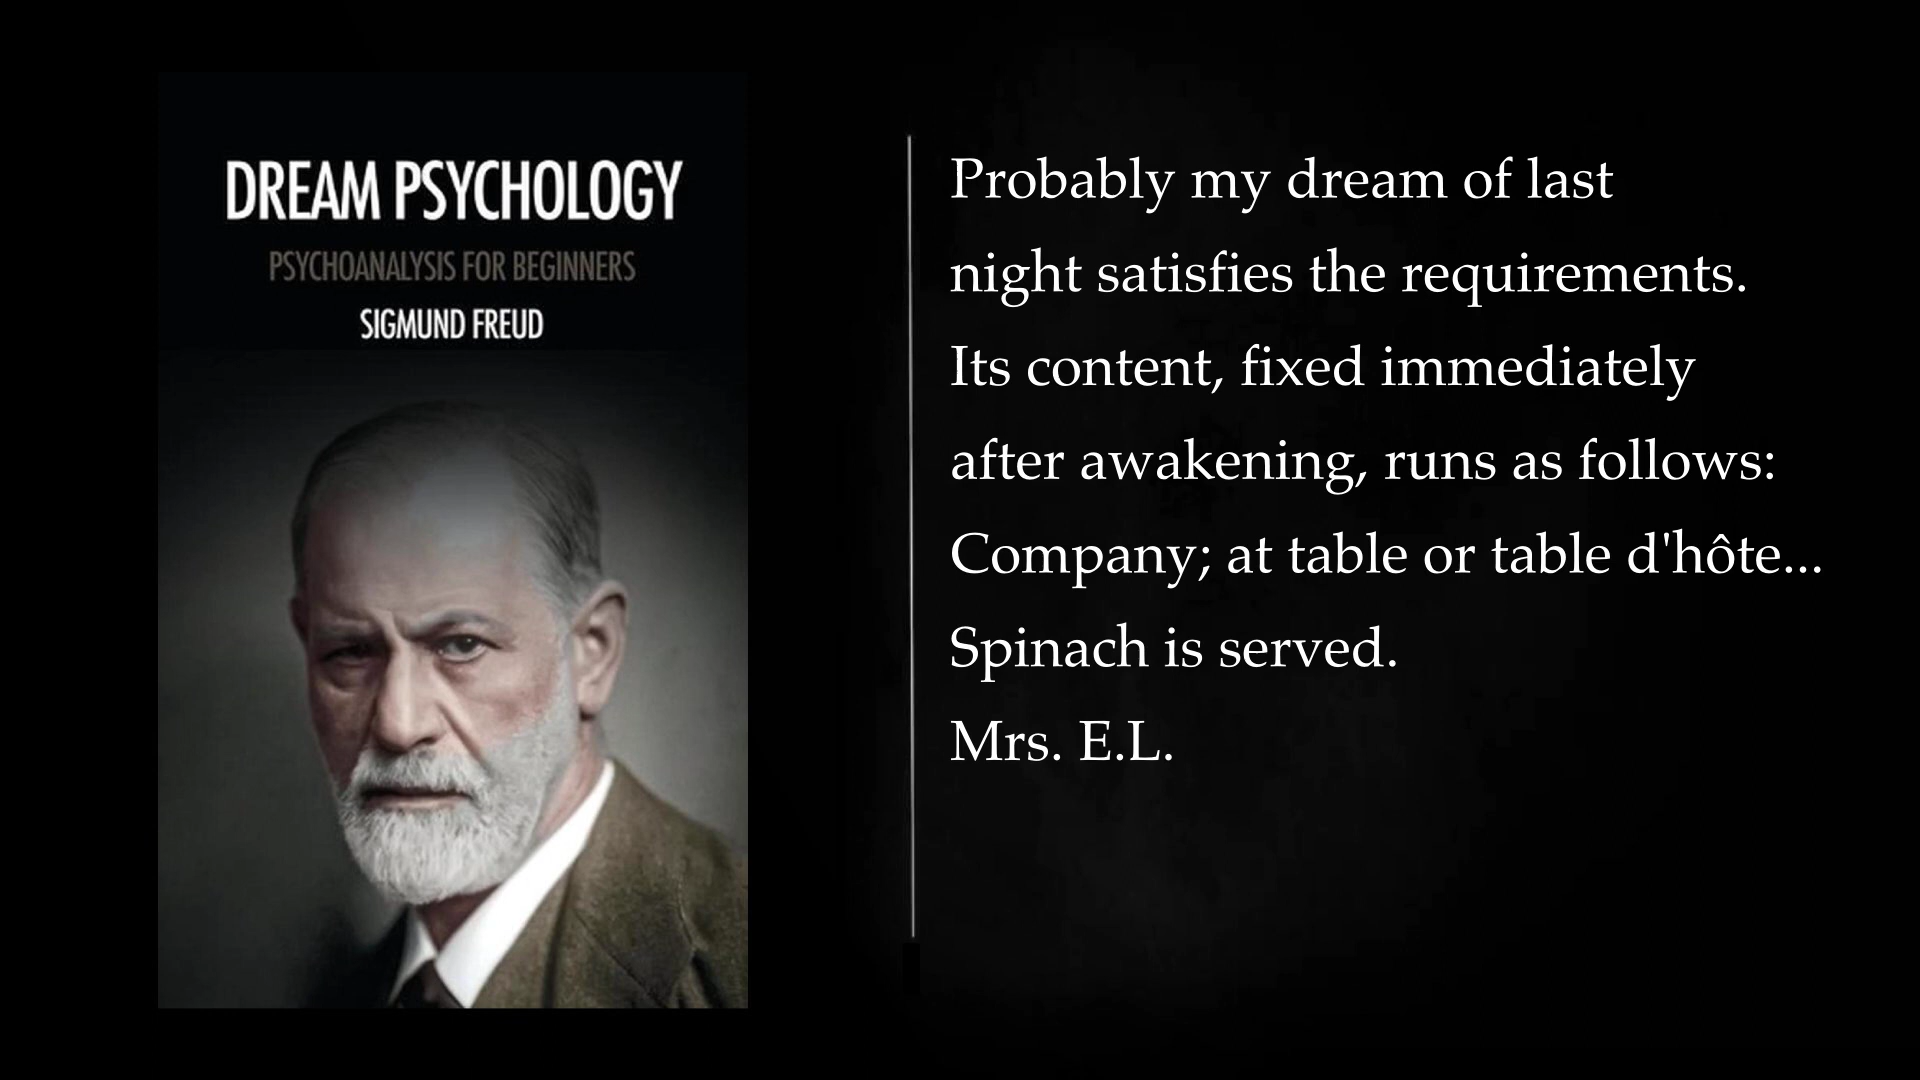 DREAM PSYCHOLOGY
PSYCHOANALYSIS FOR BEGINNERS
SIGMUND FREUD
Probably my dream of last
night satisfies the requirements.
Its content, fixed immediately
after awakening, runs as follows:
Company; at table or table d'hôte...
Spinach is served.
Mrs. E.L.